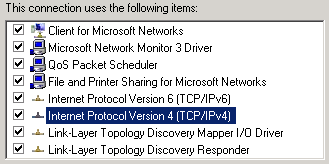 This connection uses the following items:
Client for Microsoft Networks
Microsoft Network Monitor 3 Driver
QoS Packet Scheduler
File and Printer Sharing for Microsoft Networks
Internet Protocol Version 6 (TCP/IPv6)
Internet Protocol Version 4 (TCP/IPv4)
Link-Layer Topology Discovery Mapper I/O Driver
Link-Layer Topology Discovery Responder